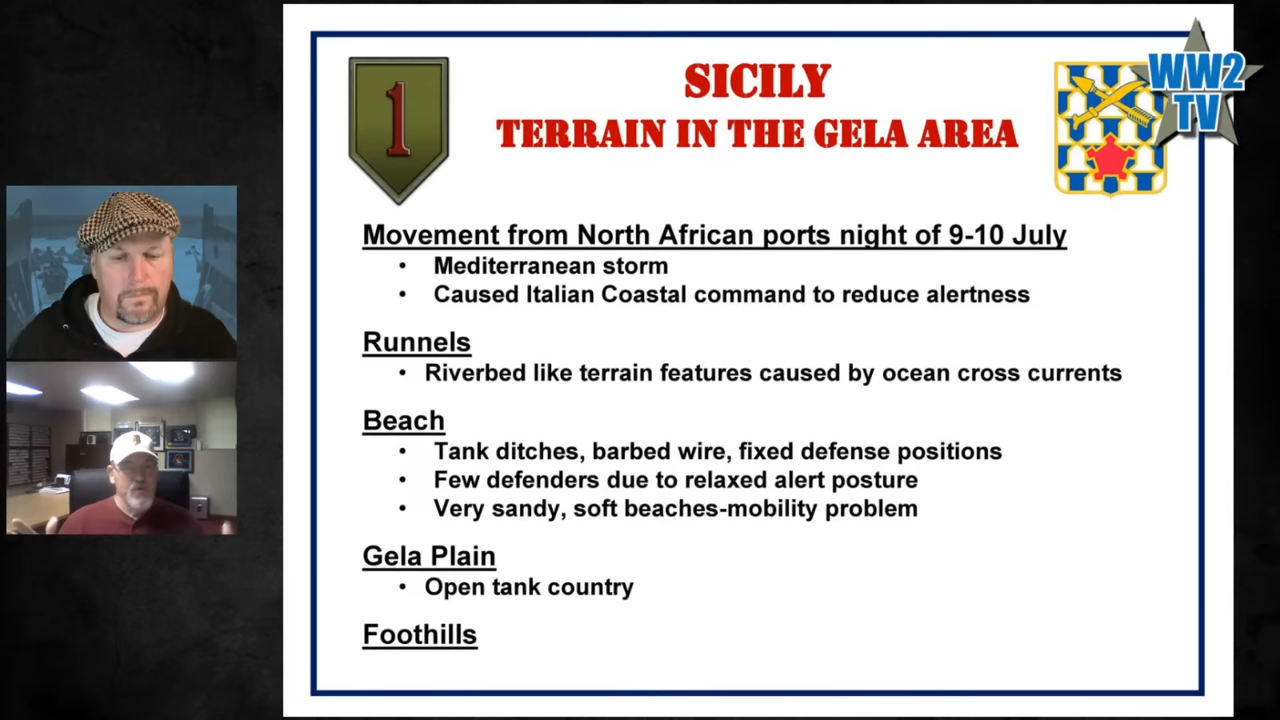 1
SICILY
TERRAIN IN THE GELA AREA
WW2
TV
Movement from North African ports night of 9-10 July
• Mediterranean storm
• Caused Italian Coastal command to reduce alertness
Runnels
• Riverbed like terrain features caused by ocean cross currents
Beach
• Tank ditches, barbed wire, fixed defense positions
• Few defenders due to relaxed alert posture
• Very sandy, soft beaches-mobility problem
Gela Plain
• Open tank country
Foothills